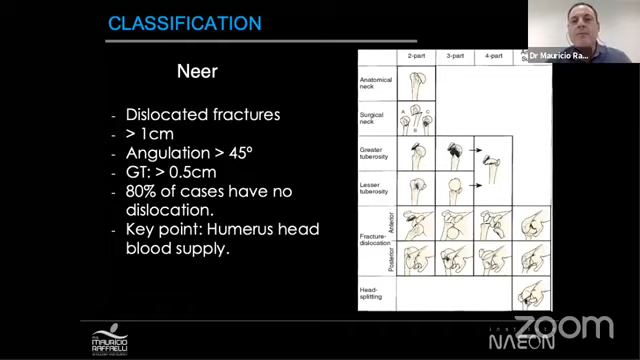 CLASSIFICATION
Dr Mauricio Ra...
Neer
- Dislocated fractures
- > 1cm
- Angulation > 45º
- GT: > 0.5cm
- 80% of cases have no
dislocation.
- Key point: Humerus head
blood supply.
2-part
3-part
4-part
Anatomical
neck
Surgical
neck
A
C
B
Greater
tuberosity
Lesser
tuberosity
Fracture-
dislocation
Anterior
Posterior
Head-
splitting
MAURÍCIO
RAFFAELLI
zoom
NAEON